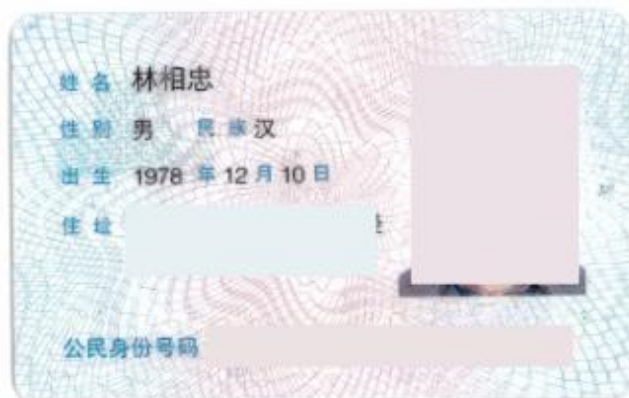 姓名 林相忠
性别 男 民族 汉
出生 1978 年 12 月 10 日
住址
公民身份号码